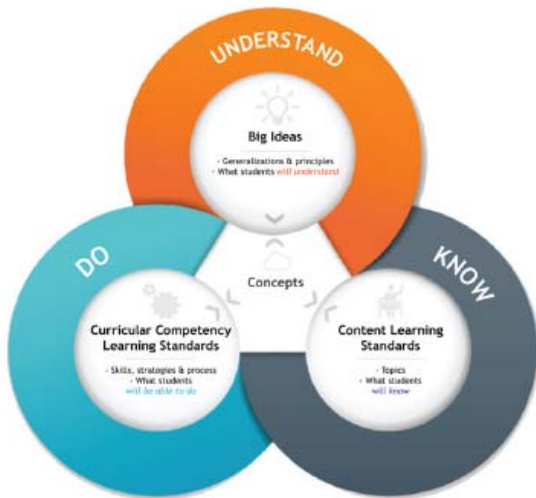 UNDERSTAND
Big Ideas
- Generalizations & principles
- What students will understand
DO
KNOW
Concepts
Curricular Competency
Learning Standards
- Skills, strategies & process
- What students
will be able to do
Content Learning
Standards
- Topics
- What students
will know